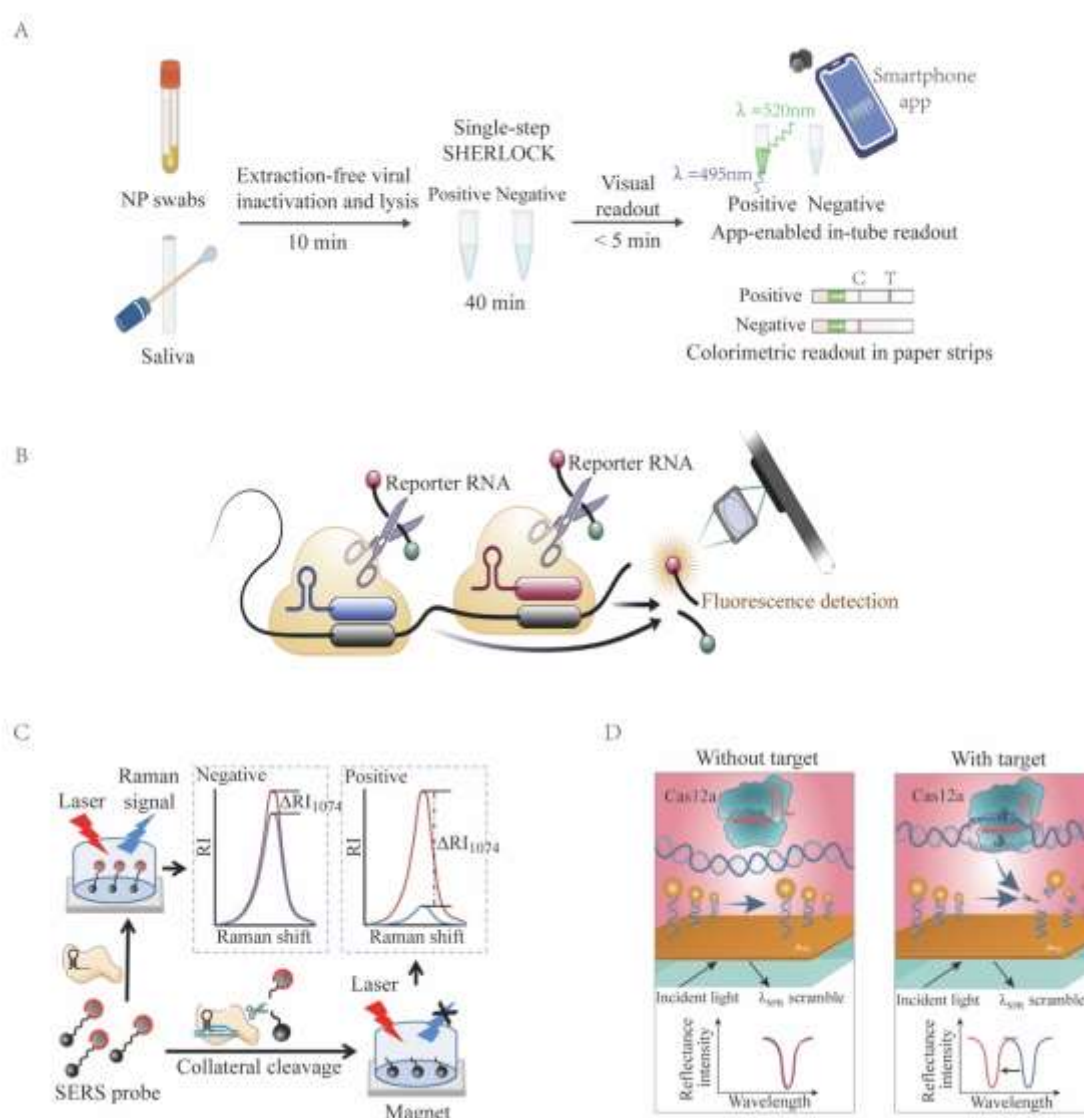 A
NP swabs
Saliva
Extraction-free viral
inactivation and lysis
10 min
Single-step
SHERLOCK
Positive Negative
40 min
Visual
readout
< 5 min
Smartphone
app
λ =520nm
λ =495nm
Positive Negative
App-enabled in-tube readout
C T
Positive
Negative
Colorimetric readout in paper strips
B
Reporter RNA
Reporter RNA
Fluorescence detection
C
Laser
Raman
signal
Negative
ΔRI1074
RI
Raman shift
Positive
ΔRI1074
RI
Raman shift
SERS probe
Collateral cleavage
Laser
Magnet
D
Without target
Cas12a
Incident light
λSPR scramble
Reflectance
intensity
Wavelength
With target
Cas12a
Incident light
λSPR scramble
Reflectance
intensity
Wavelength